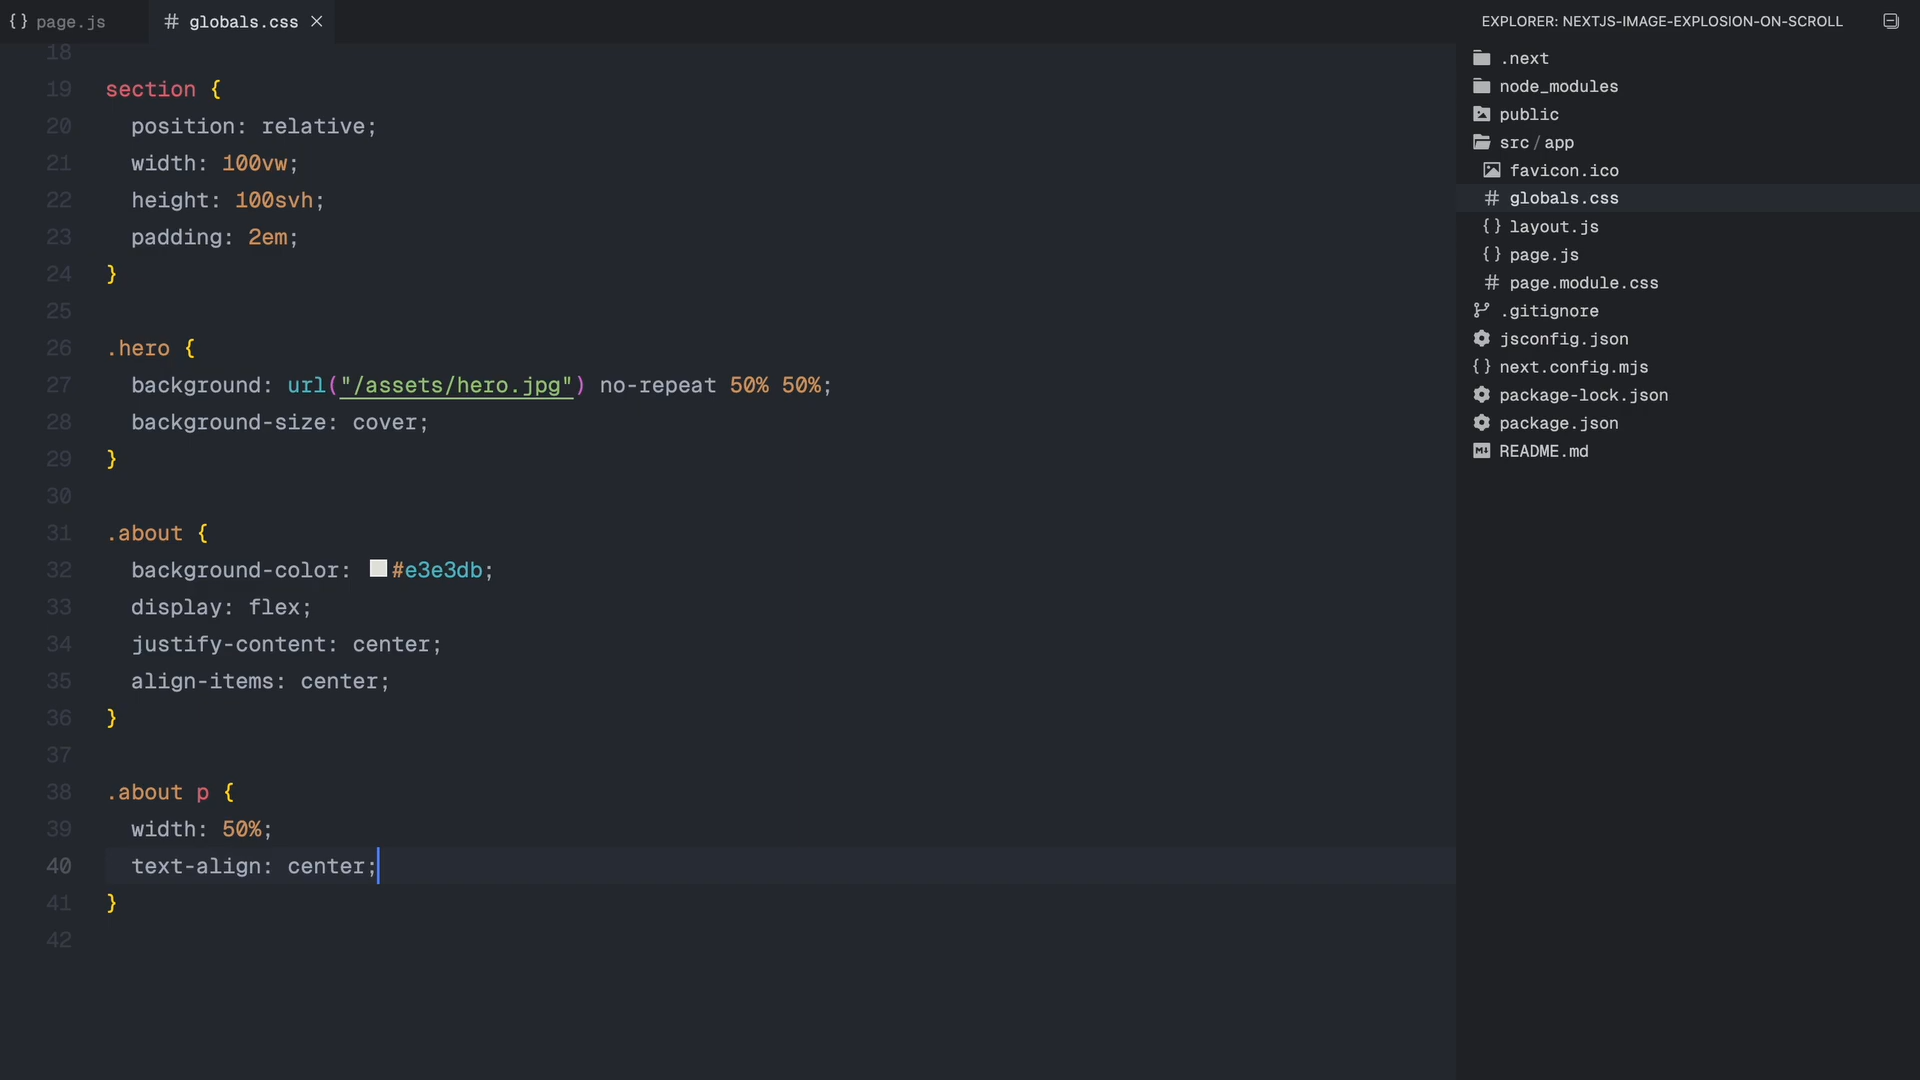 page.js
globals.css
18
19 section {
20 position: relative;
21 width: 100vw;
22 height: 100svh;
23 padding: 2em;
24 }
25
26 .hero {
27 background: url("/assets/hero.jpg") no-repeat 50% 50%;
28 background-size: cover;
29 }
30
31 .about {
32 background-color: #e3e3db;
33 display: flex;
34 justify-content: center;
35 align-items: center;
36 }
37
38 .about p {
39 width: 50%;
40 text-align: center;
41 }
42
EXPLORER: NEXTJS-IMAGE-EXPLOSION-ON-SCROLL
.next
node_modules
public
src/app
favicon.ico
globals.css
layout.js
page.js
page.module.css
.gitignore
jsconfig.json
next.config.mjs
package-lock.json
package.json
README.md